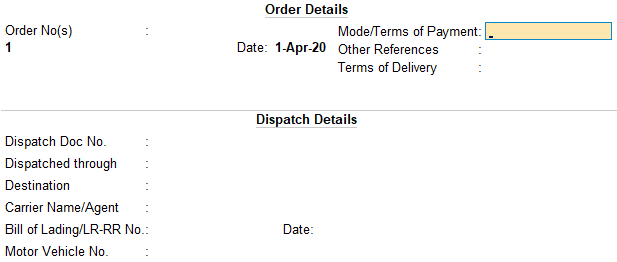 Order Details
Order No(s) : Mode/Terms of Payment:
1 Date: 1-Apr-20 Other References :
Terms of Delivery :
Dispatch Details
Dispatch Doc No. :
Dispatched through :
Destination :
Carrier Name/Agent :
Bill of Lading/LR-RR No.: Date:
Motor Vehicle No. :